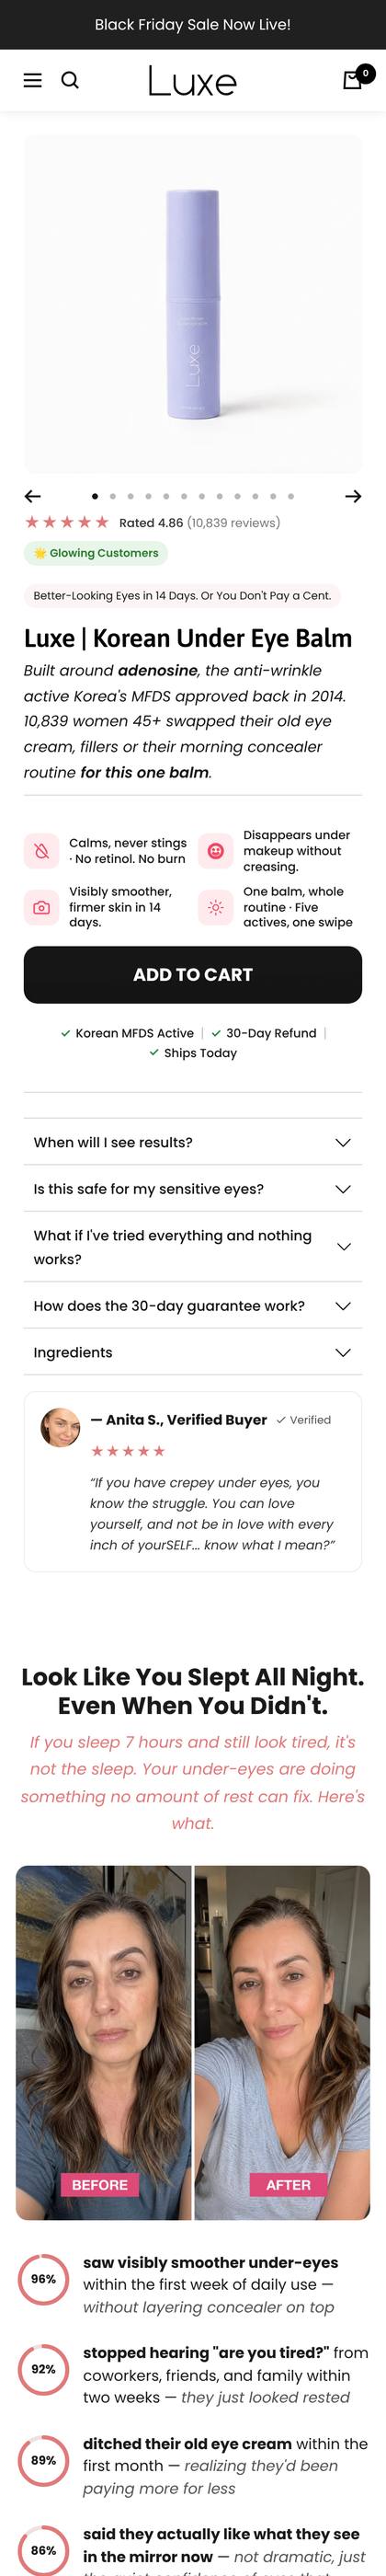 Black Friday Sale Now Live!
Luxe
0
Luxe
Rated 4.86 (10,839 reviews)
🌟 Glowing Customers
Better-Looking Eyes in 14 Days. Or You Don't Pay a Cent.
Luxe | Korean Under Eye Balm
Built around adenosine, the anti-wrinkle
active Korea's MFDS approved back in 2014.
10,839 women 45+ swapped their old eye
cream, fillers or their morning concealer
routine for this one balm.
Calms, never stings
· No retinol. No burn
Disappears under
makeup without
creasing.
Visibly smoother,
firmer skin in 14
days.
One balm, whole
routine · Five
actives, one swipe
ADD TO CART
✓ Korean MFDS Active | ✓ 30-Day Refund |
✓ Ships Today
When will I see results?
Is this safe for my sensitive eyes?
What if I've tried everything and nothing
works?
How does the 30-day guarantee work?
Ingredients
— Anita S., Verified Buyer ✓ Verified
★★★★★
“If you have crepey under eyes, you
know the struggle. You can love
yourself, and not be in love with every
inch of yourSELF... know what I mean?”
Look Like You Slept All Night.
Even When You Didn't.
If you sleep 7 hours and still look tired, it's
not the sleep. Your under-eyes are doing
something no amount of rest can fix. Here's
what.
BEFORE
AFTER
96%
saw visibly smoother under-eyes
within the first week of daily use —
without layering concealer on top
92%
stopped hearing "are you tired?" from
coworkers, friends, and family within
two weeks — they just looked rested
89%
ditched their old eye cream within the
first month — realizing they'd been
paying more for less
86%
said they actually like what they see
in the mirror now — not dramatic, just